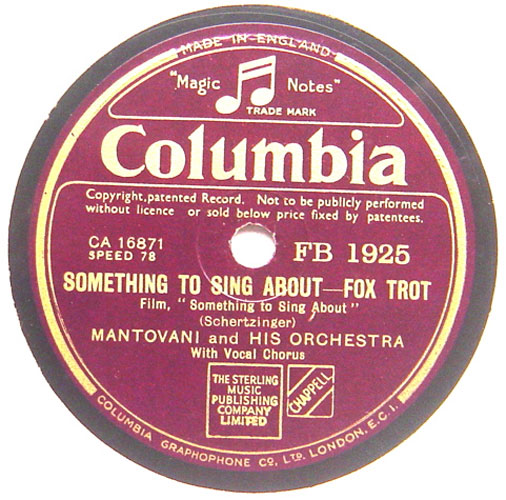 MADE IN ENGLAND
"Magic Notes"
TRADE MARK
Columbia
Copyright, patented Record. Not to be publicly performed
without licence or sold below price fixed by patentees.
CA 16871
SPEED 78
FB 1925
SOMETHING TO SING ABOUT—FOX TROT
Film, "Something to Sing About"
(Schertzinger)
MANTOVANI and HIS ORCHESTRA
With Vocal Chorus
THE STERLING
MUSIC
PUBLISHING
COMPANY
LIMITED
CHAPPELL
COLUMBIA GRAPHOPHONE CO, LTD. LONDON, E.C.1.